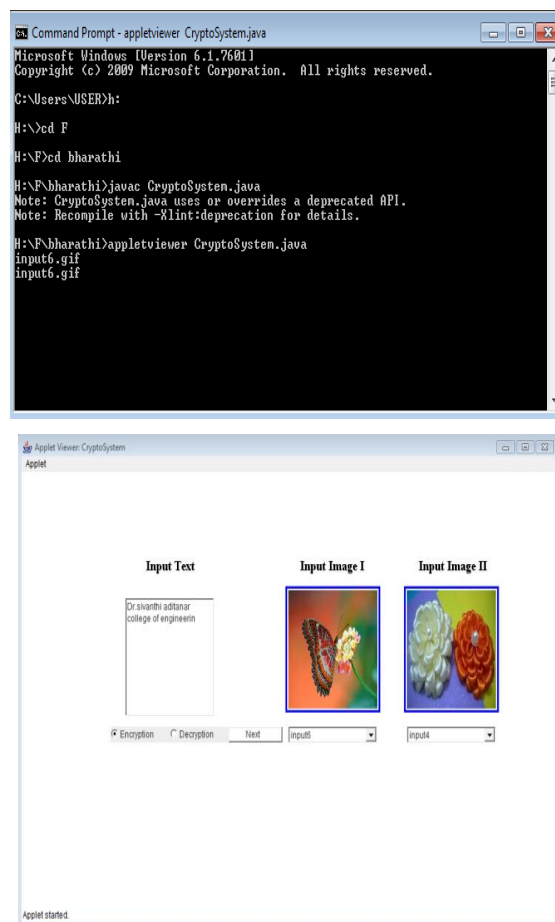 Command Prompt - appletviewer CryptoSystem.java
Microsoft Windows [Version 6.1.7601]
Copyright (c) 2009 Microsoft Corporation. All rights reserved.
C:\Users\USER>h:
H:\>cd F
H:\F>cd bharathi
H:\F\bharathi>javac CryptoSystem.java
Note: CryptoSystem.java uses or overrides a deprecated API.
Note: Recompile with -Xlint:deprecation for details.
H:\F\bharathi>appletviewer CryptoSystem.java
input6.gif
input6.gif
Applet Viewer: CryptoSystem
Applet
Input Text Input Image I Input Image II
Dr.sivanthi aditanar
college of engineerin
Encryption Decryption Next input6 input4
Applet started.